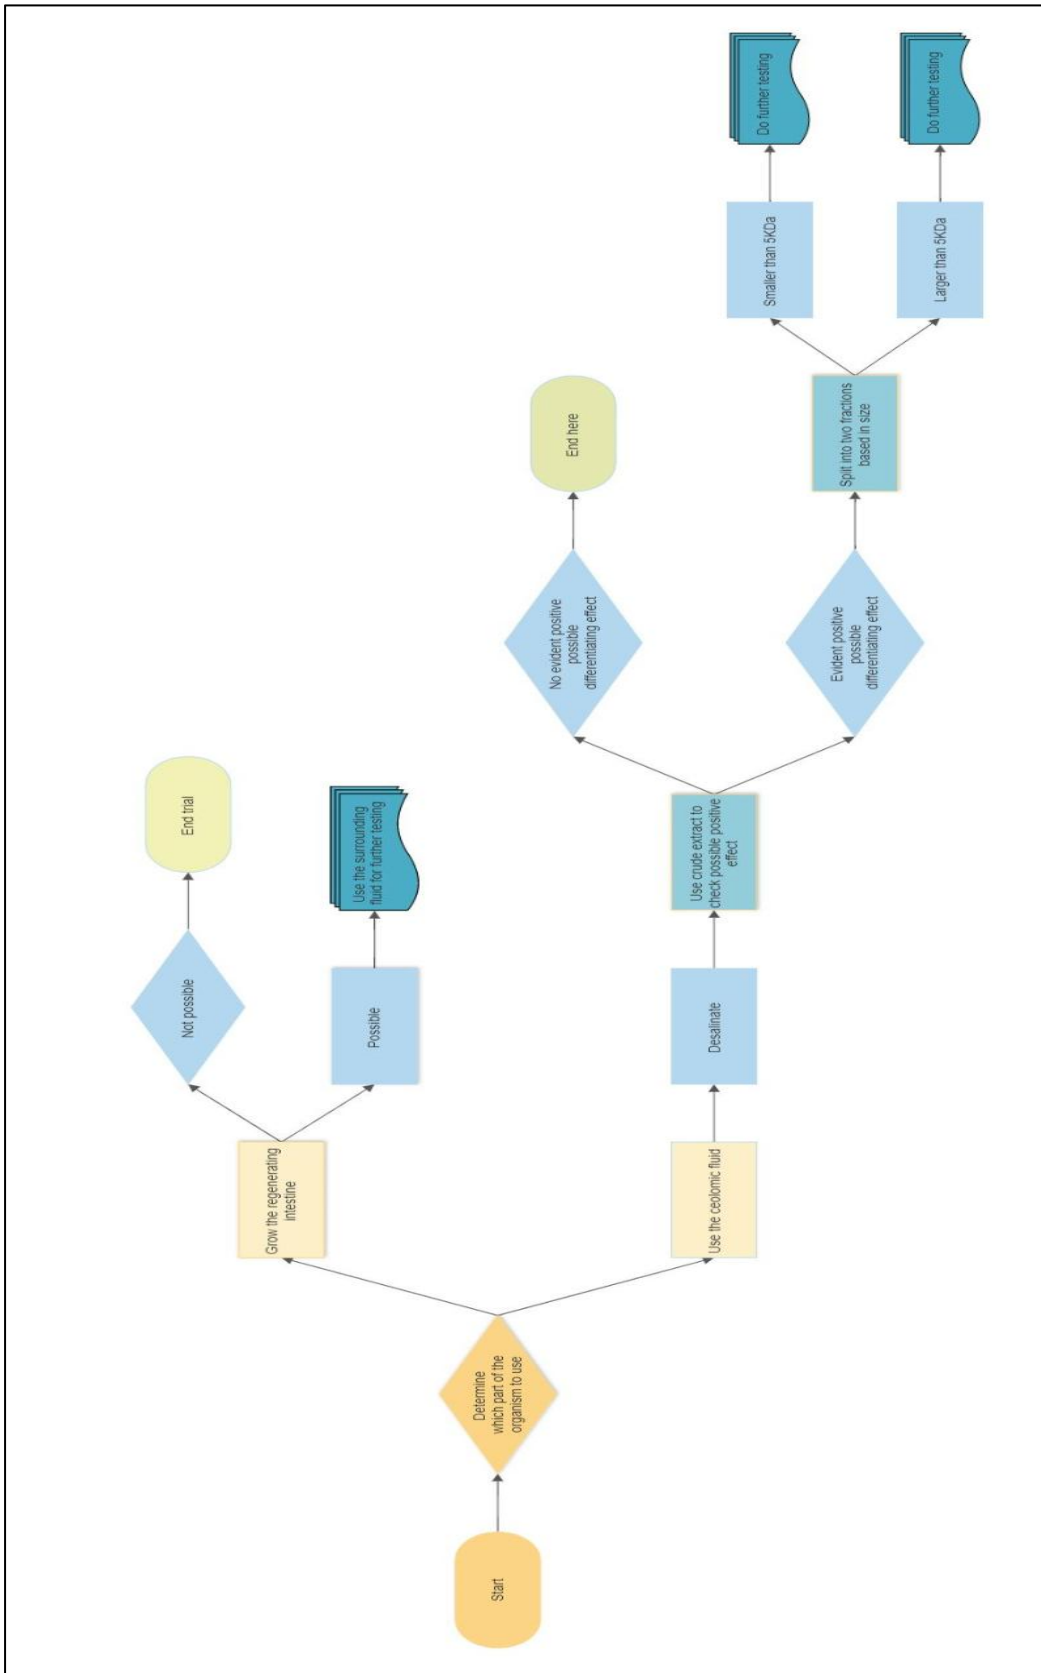 Start
Determine
which part of the
organism to use
Grow the regenerating
intestine
Not possible
End trial
Possible
Use the surrounding
fluid for further testing
Use the ceolomic fluid
Desalinate
Use crude extract to
check possible positive
effect
No evident positive
possible
differentiating effect
End here
Evident positive
possible
differentiating effect
Split into two fractions
based in size
Smaller than 5KDa
Do further testing
Larger than 5KDa
Do further testing